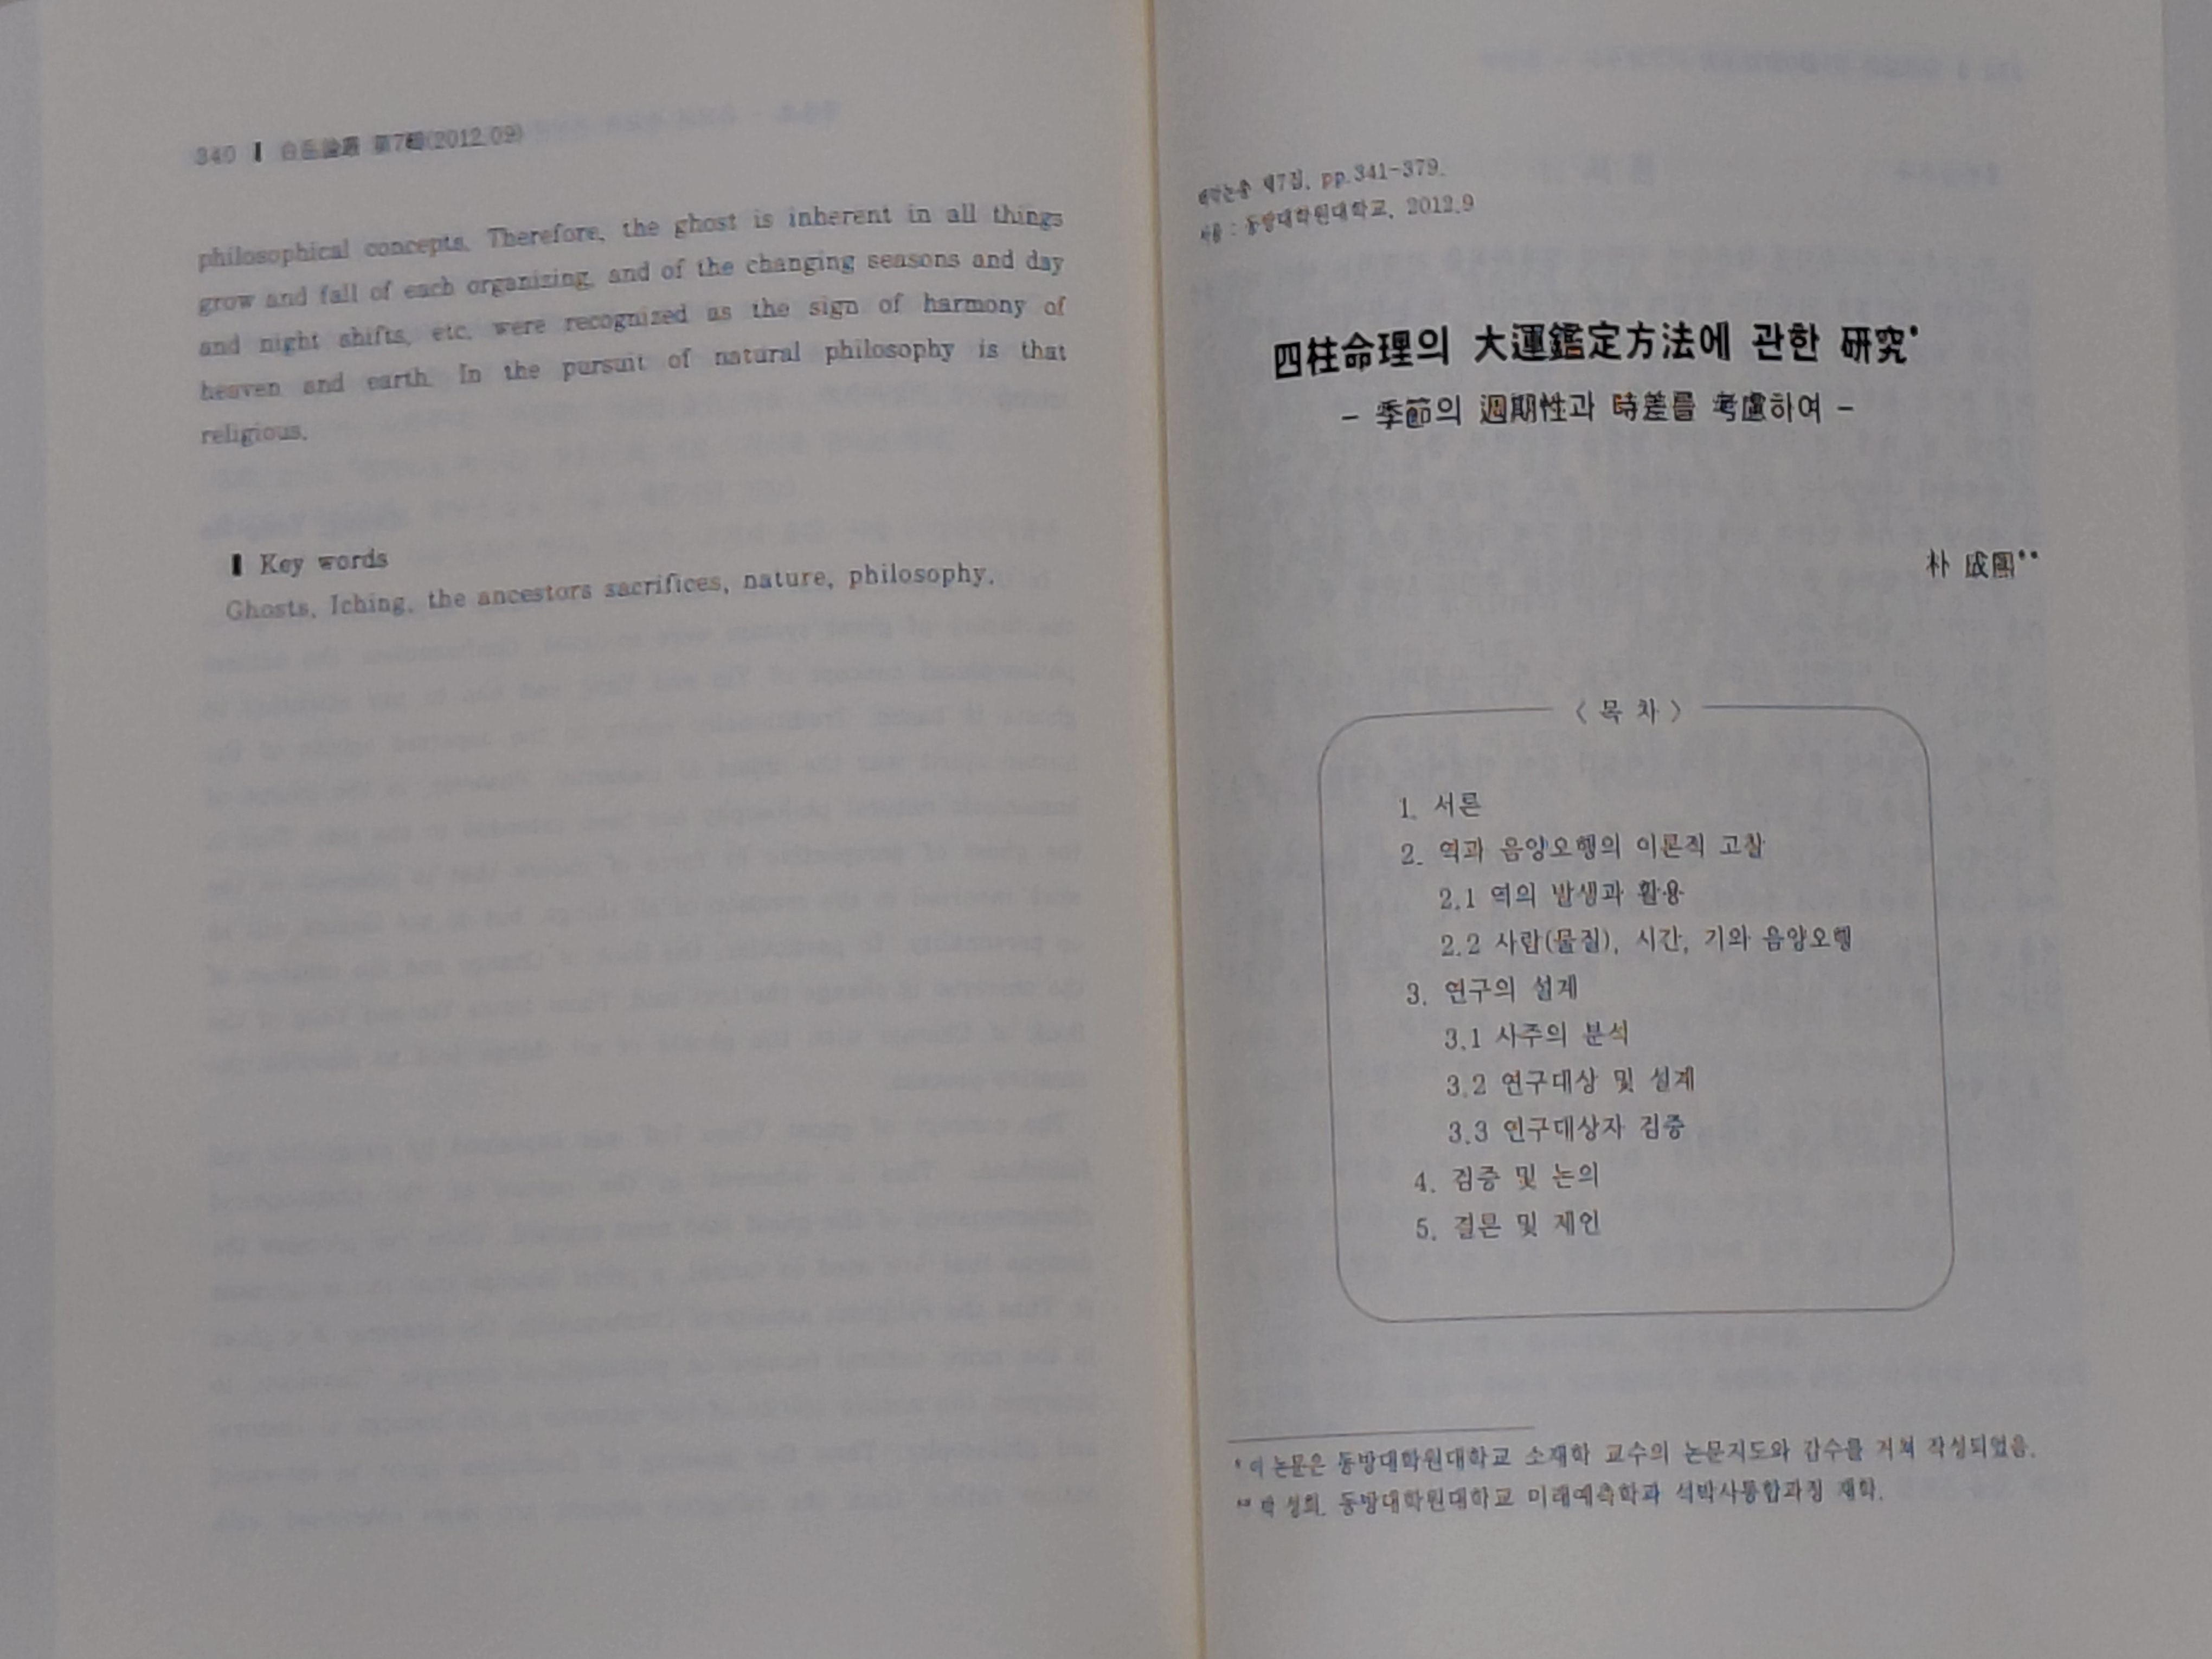 340 ▌ 白岳論叢 第7輯(2012.09)
philosophical concepts. Therefore, the ghost is inherent in all things
grow and fall of each organizing, and of the changing seasons and day
and night shifts, etc. were recognized as the sign of harmony of
heaven and earth. In the pursuit of natural philosophy is that
religious.
▌ Key words
Ghosts, Iching, the ancestors sacrifices, nature, philosophy.
백악논총 제7집, pp.341-379.
서울 : 동방대학원대학교, 2012.9
四柱命理의 大運鑑定方法에 관한 研究*
- 季節의 週期性과 時差를 考慮하여 -
朴 成
〈 목 차 〉
1. 서론
2. 역과 음양오행의 이론적 고찰
2.1 역의 발생과 활용
2.2 사람(물질), 시간, 기와 음양오행
3. 연구의 설계
3.1 사주의 분석
3.2 연구대상 및 설계
3.3 연구대상자 검증
4. 검증 및 논의
5. 결론 및 제언
* 이 논문은 동방대학원대학교 소재학 교수의 논문지도와 감수를 거쳐 작성되었음.
** 박 성희. 동방대학원대학교 미래예측학과 석박사통합과정 재학.